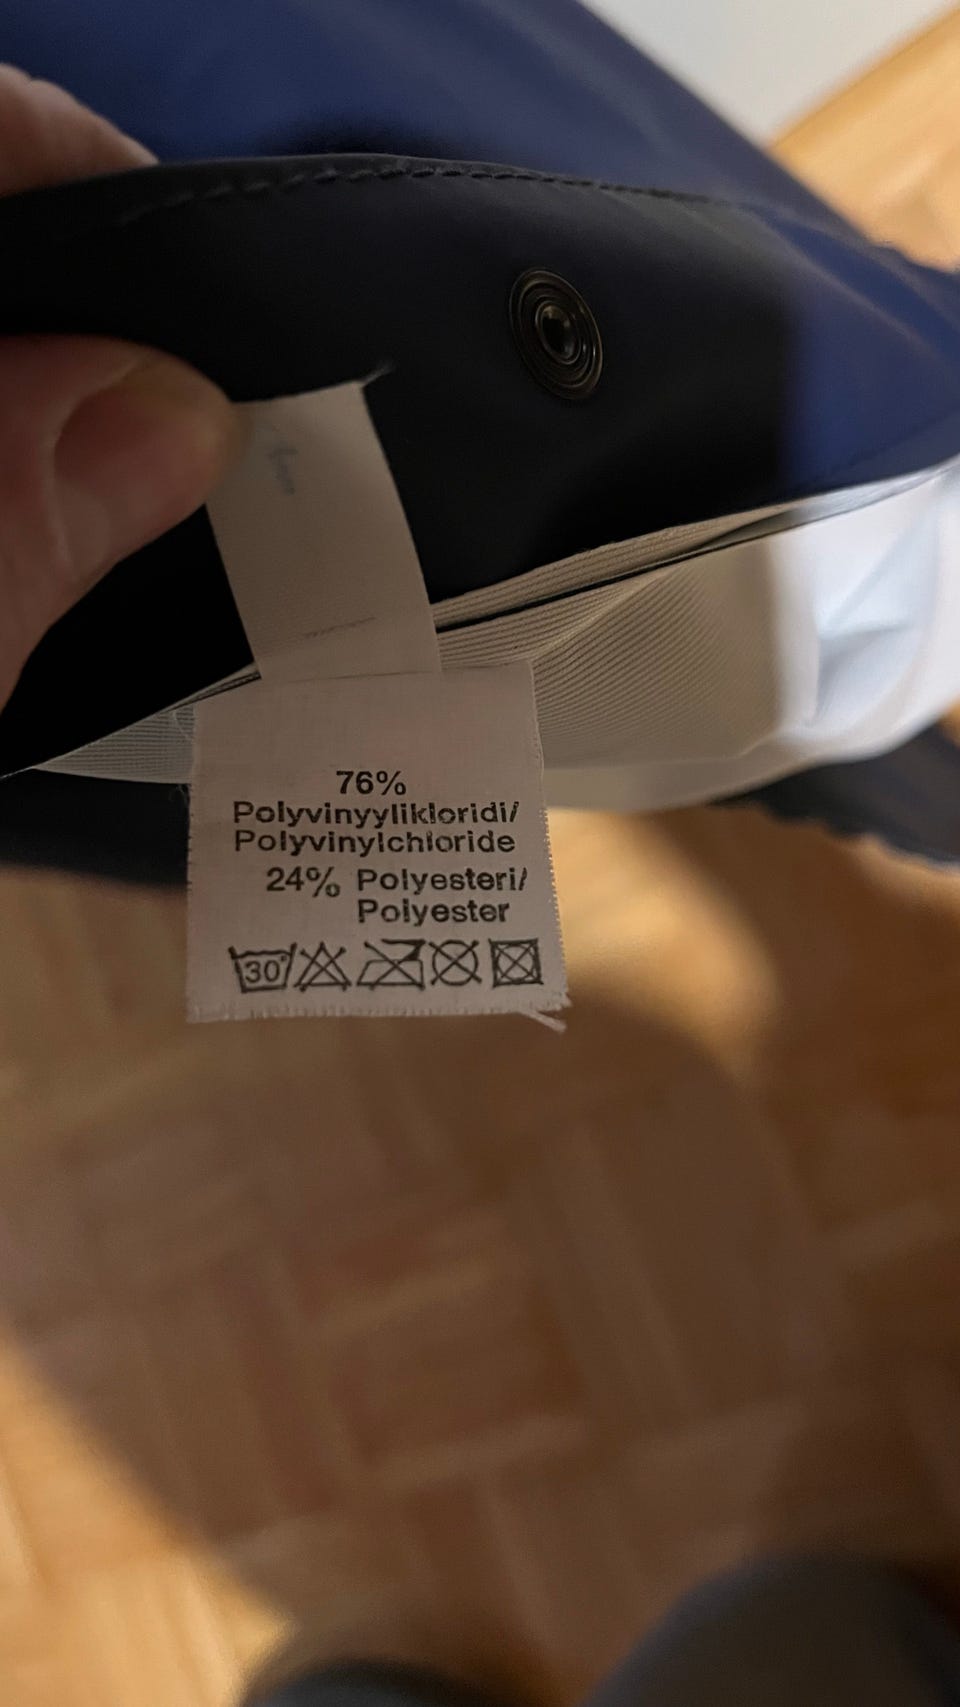 76%
Polyvinyylikloridi/
Polyvinylchloride
24% Polyesteri/
Polyester
30°